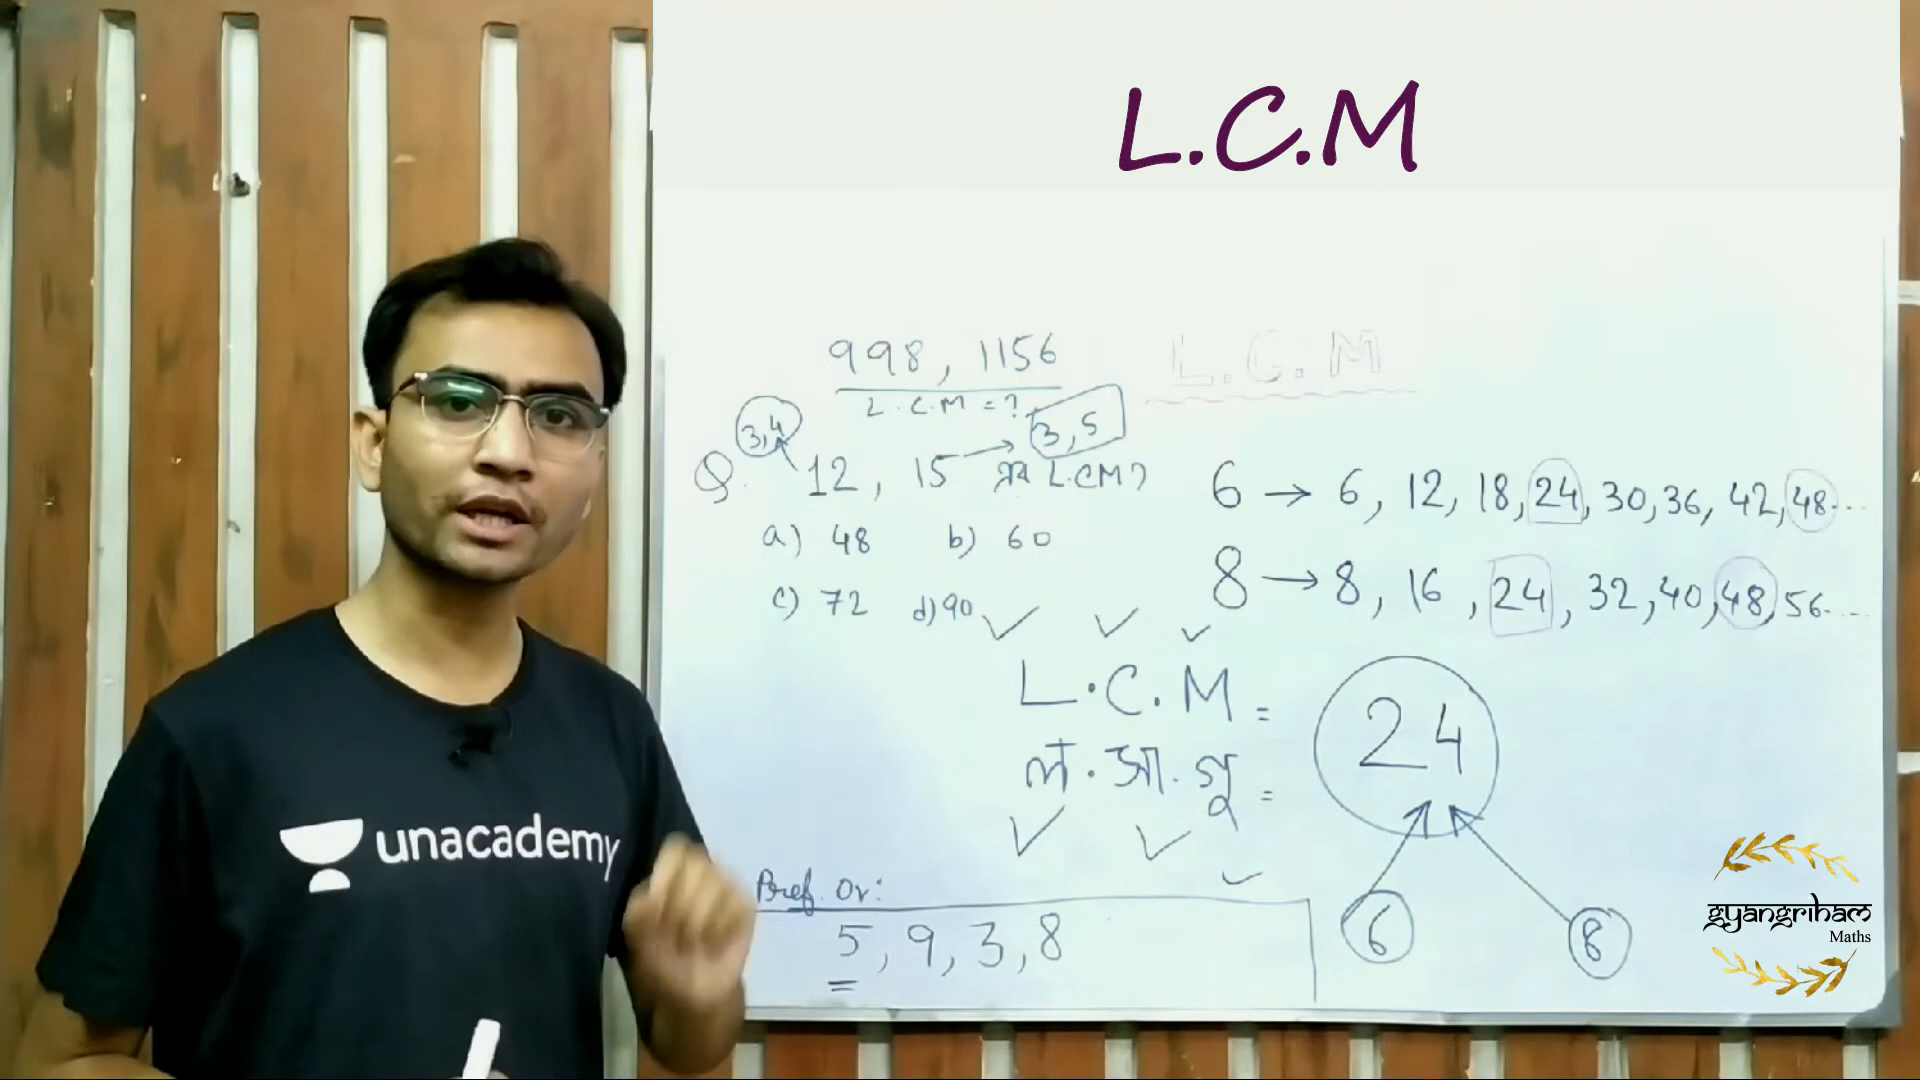 L.C.M
998, 1156
L.C.M = ?
L.C.M
3,4
3,5
Q. 12, 15 এর L.CM?
a) 48 b) 60
c) 72 d) 90
6 → 6, 12, 18, 24, 30, 36, 42, 48...
8 → 8, 16, 24, 32, 40, 48, 56....
L.C.M =
ল.সা.গু =
24
6 8
Pref. Or:
5, 9, 3, 8
unacademy
gyangriham
Maths